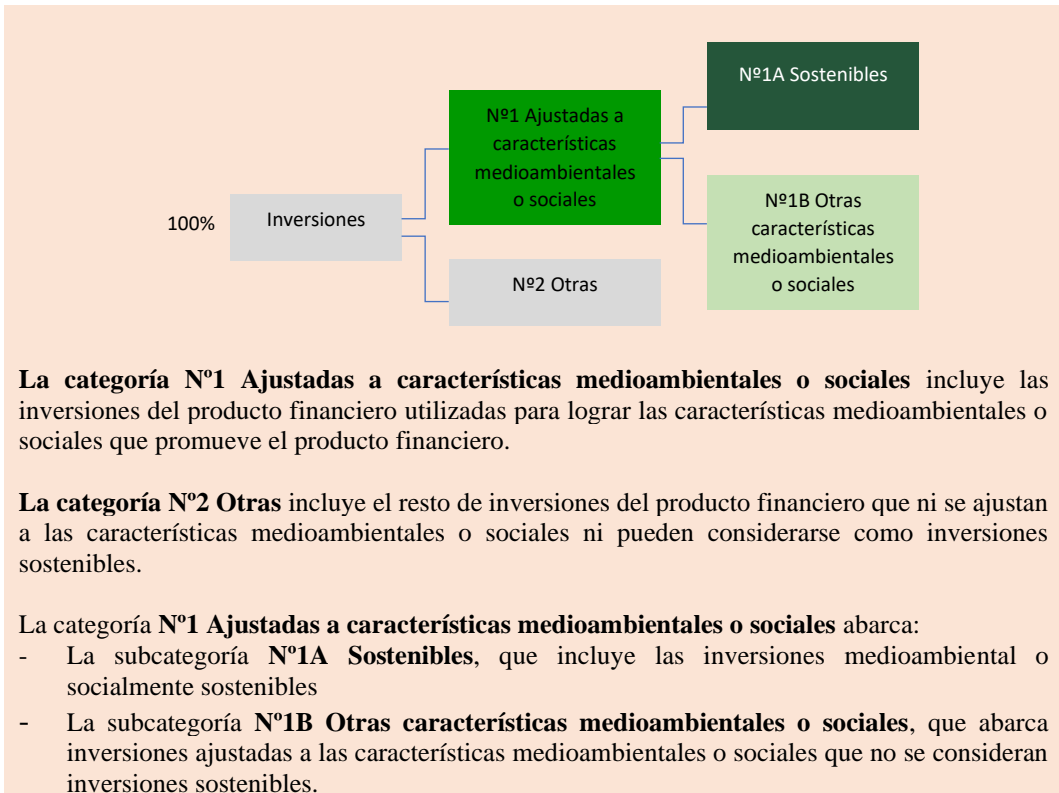 Nº1A Sostenibles
Nº1 Ajustadas a
características
medioambientales
o sociales
Nº1B Otras
características
medioambientales
o sociales
100%
Inversiones
Nº2 Otras
La categoría Nº1 Ajustadas a características medioambientales o sociales incluye las
inversiones del producto financiero utilizadas para lograr las características medioambientales o
sociales que promueve el producto financiero.
La categoría Nº2 Otras incluye el resto de inversiones del producto financiero que ni se ajustan
a las características medioambientales o sociales ni pueden considerarse como inversiones
sostenibles.
La categoría Nº1 Ajustadas a características medioambientales o sociales abarca:
- La subcategoría Nº1A Sostenibles, que incluye las inversiones medioambiental o
socialmente sostenibles
- La subcategoría Nº1B Otras características medioambientales o sociales, que abarca
inversiones ajustadas a las características medioambientales o sociales que no se consideran
inversiones sostenibles.